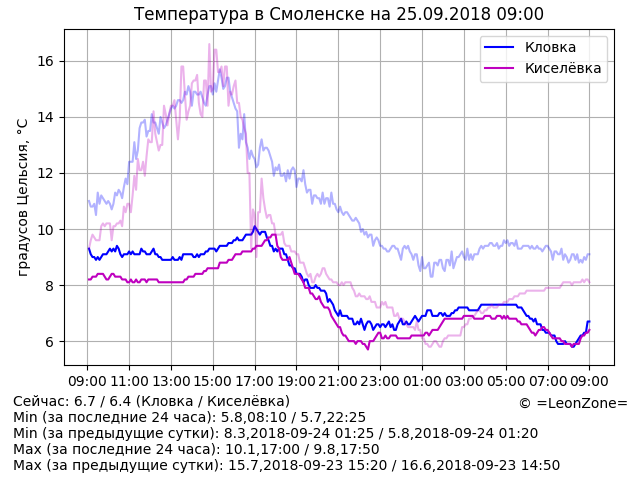 Температура в Смоленске на 25.09.2018 09:00
Кловка
Киселёвка
градусов Цельсия, °C
16
14
12
10
8
6
09:00 11:00 13:00 15:00 17:00 19:00 21:00 23:00 01:00 03:00 05:00 07:00 09:00
Сейчас: 6.7 / 6.4 (Кловка / Киселёвка)
© =LeonZone=
Min (за последние 24 часа): 5.8,08:10 / 5.7,22:25
Min (за предыдущие сутки): 8.3,2018-09-24 01:25 / 5.8,2018-09-24 01:20
Max (за последние 24 часа): 10.1,17:00 / 9.8,17:50
Max (за предыдущие сутки): 15.7,2018-09-23 15:20 / 16.6,2018-09-23 14:50